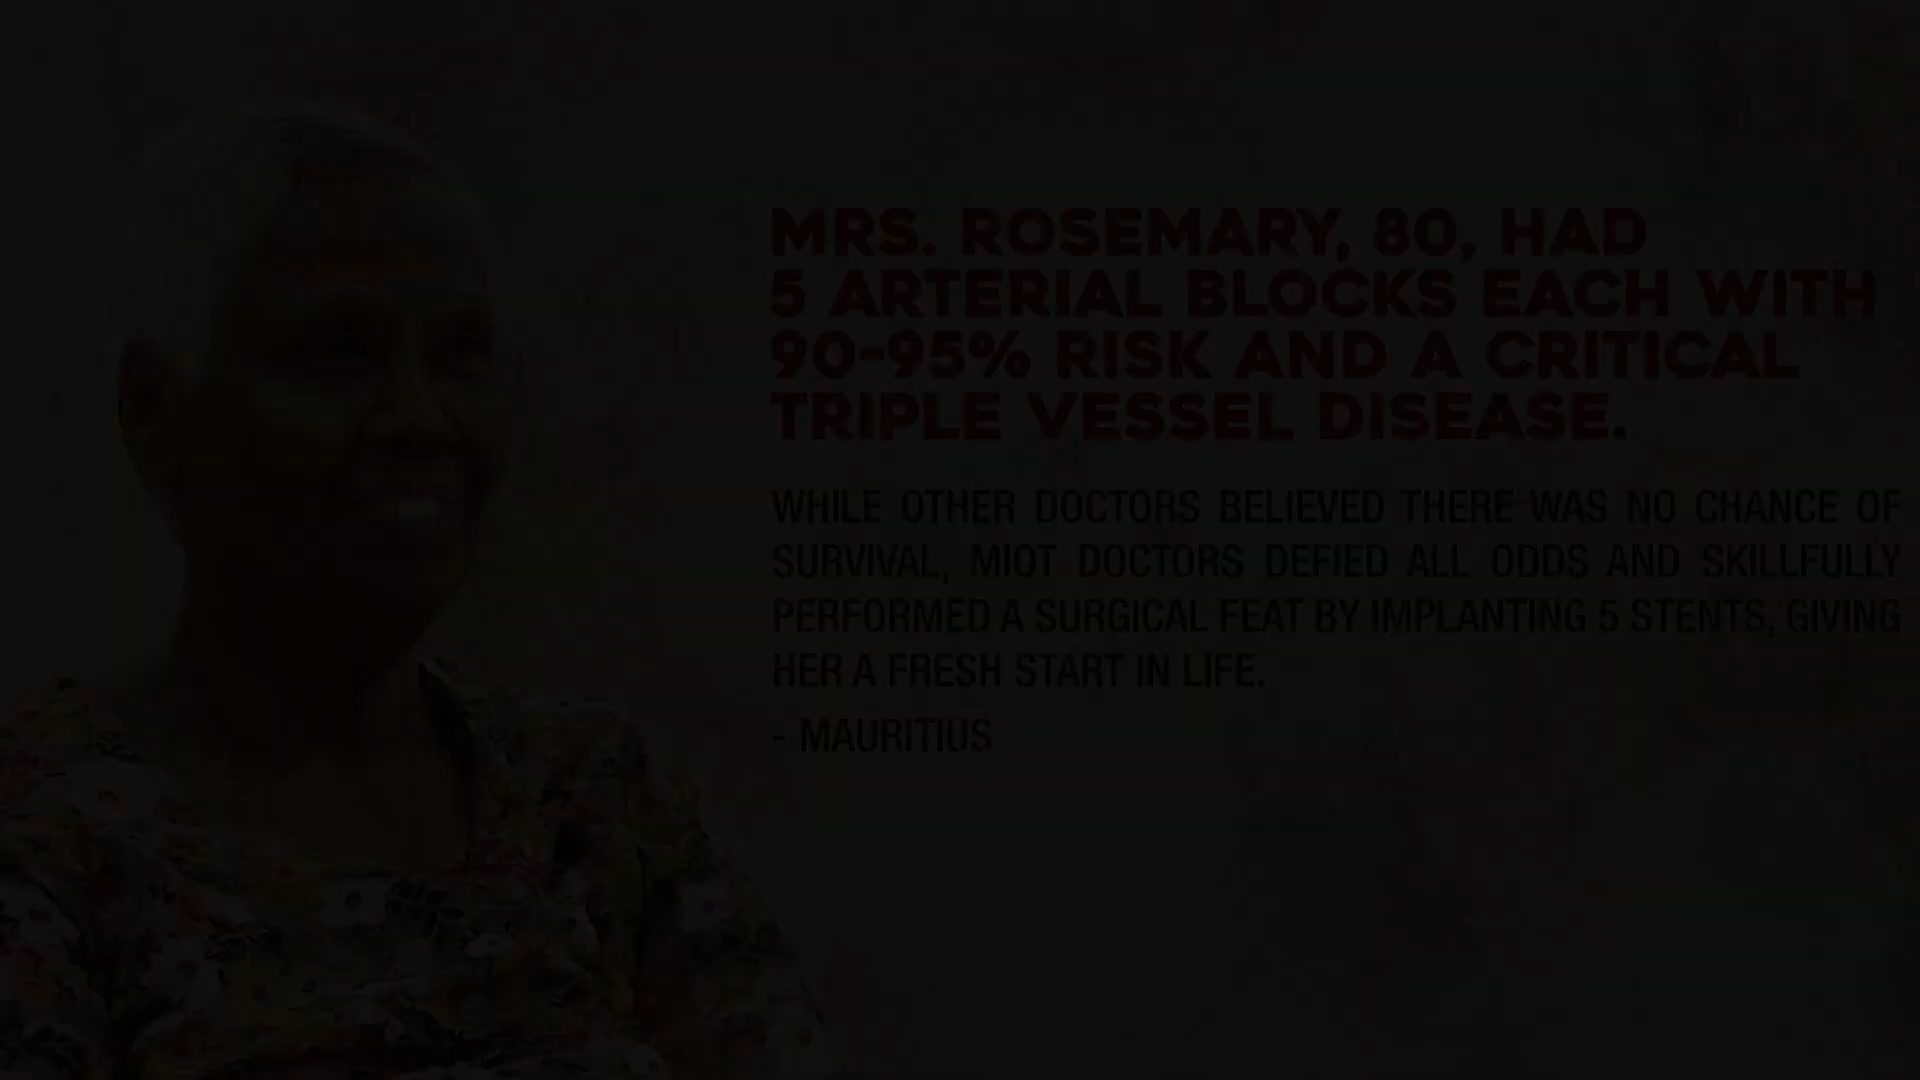 MRS. ROSEMARY, 80, HAD
5 ARTERIAL BLOCKS EACH WITH
90-95% RISK AND A CRITICAL
TRIPLE VESSEL DISEASE.
WHILE OTHER DOCTORS BELIEVED THERE WAS NO CHANCE OF
SURVIVAL, MIOT DOCTORS DEFIED ALL ODDS AND SKILLFULLY
PERFORMED A SURGICAL FEAT BY IMPLANTING 5 STENTS, GIVING
HER A FRESH START IN LIFE.
- MAURITIUS